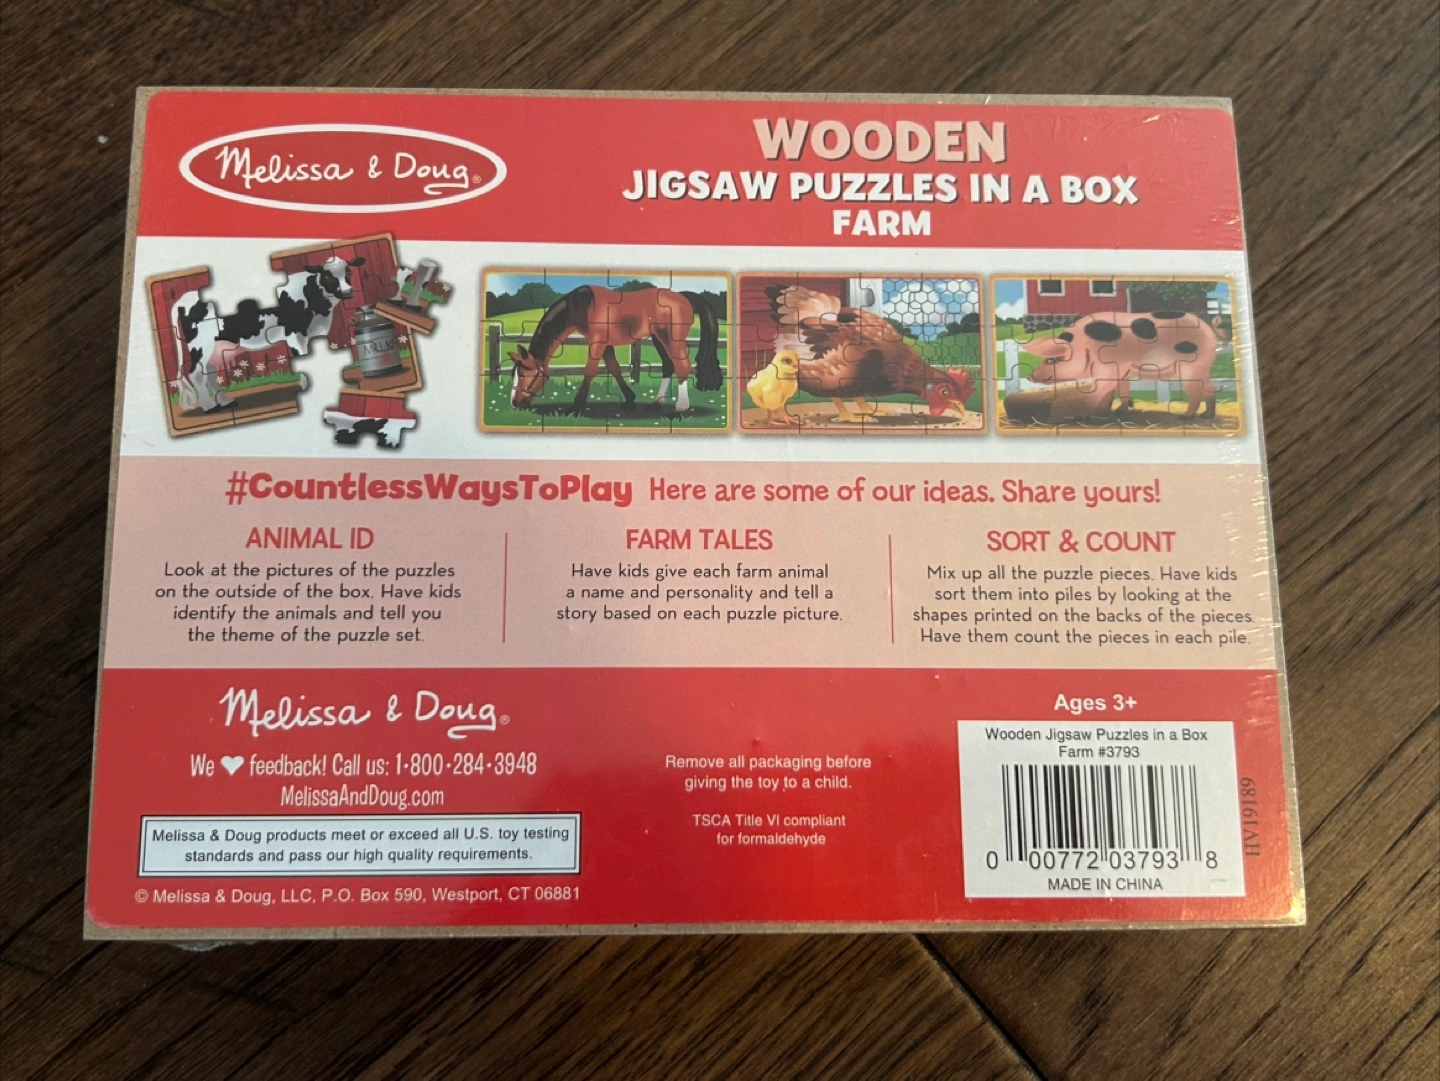 Melissa & Doug®
WOODEN
JIGSAW PUZZLES IN A BOX
FARM
MILK
#CountlessWaysToPlay Here are some of our ideas. Share yours!
ANIMAL ID
Look at the pictures of the puzzles
on the outside of the box. Have kids
identify the animals and tell you
the theme of the puzzle set.
FARM TALES
Have kids give each farm animal
a name and personality and tell a
story based on each puzzle picture.
SORT & COUNT
Mix up all the puzzle pieces. Have kids
sort them into piles by looking at the
shapes printed on the backs of the pieces.
Have them count the pieces in each pile.
Melissa & Doug®
We ♥ feedback! Call us: 1-800-284-3948
MelissaAndDoug.com
Melissa & Doug products meet or exceed all U.S. toy testing
standards and pass our high quality requirements.
© Melissa & Doug, LLC, P.O. Box 590, Westport, CT 06881
Remove all packaging before
giving the toy to a child.
TSCA Title VI compliant
for formaldehyde
Ages 3+
Wooden Jigsaw Puzzles in a Box
Farm #3793
0 00772 03793 8
MADE IN CHINA
HV19189